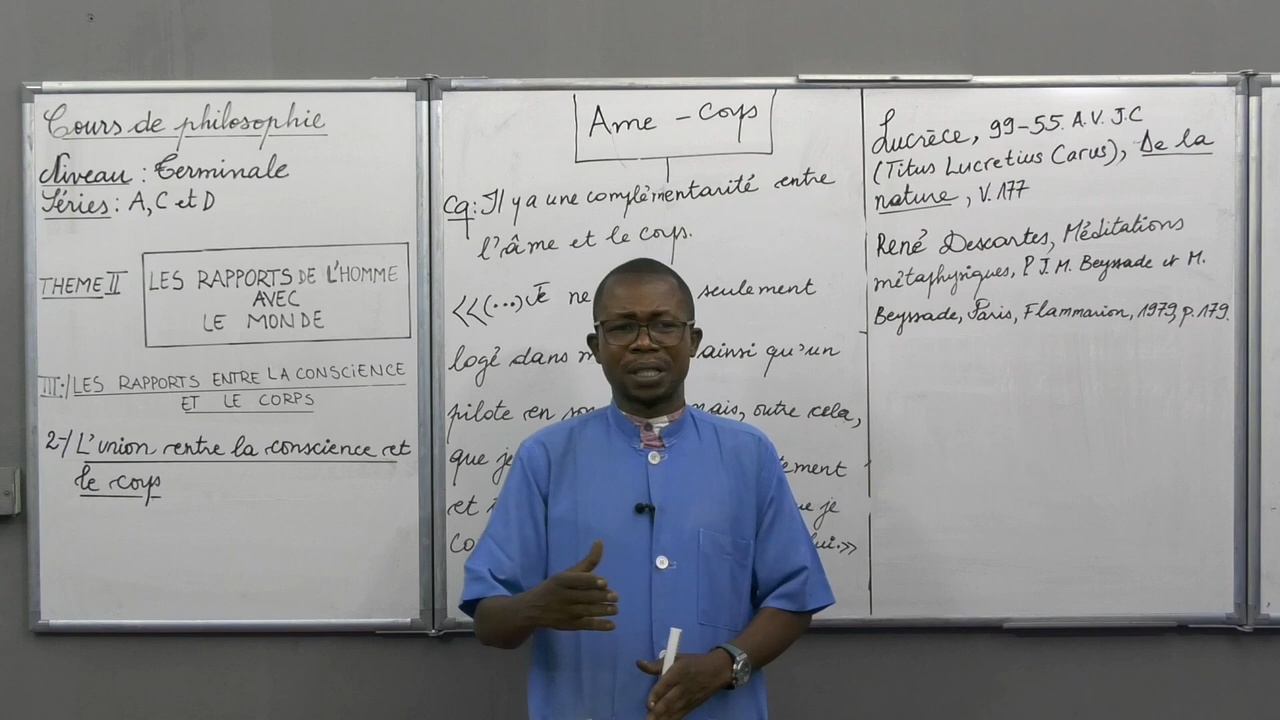 Cours de philosophie
Niveau : Terminale
Séries : A, C et D
THEME II
LES RAPPORTS DE L'HOMME
AVEC
LE MONDE
III-/ LES RAPPORTS ENTRE LA CONSCIENCE
ET LE CORPS
2-/ L'union entre la conscience et
le corps
Ame - Corps
Cq : Il y a une complémentarité entre
l'âme et le corps.
<<(...) Je ne seulement
logé dans ainsi qu'un
pilote en son mais, outre cela,
que je
et je
lui.>>
Lucrèce, 99-55. A.V. J.C
(Titus Lucretius Carus), De la
nature, V. 177
René Descartes, Méditations
métaphysiques, P J.M. Beyssade et M.
Beyssade, Paris, Flammarion, 1979, p.179.